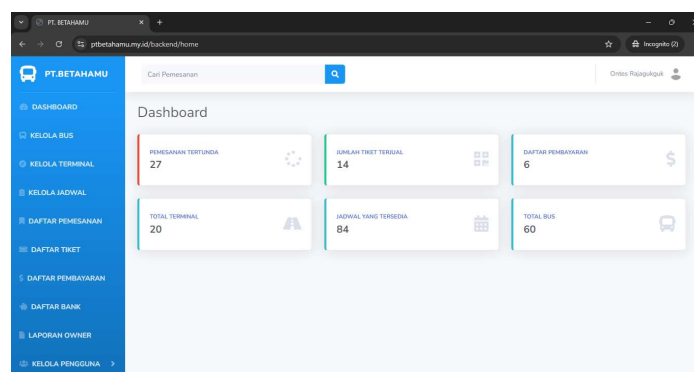 PT. BETAHAMU
ptbetahamu.my.id/backend/home
Incognito (2)
PT.BETAHAMU
Cari Pemesanan
Ontes Rajagukguk
DASHBOARD
KELOLA BUS
KELOLA TERMINAL
KELOLA JADWAL
DAFTAR PEMESANAN
DAFTAR TIKET
DAFTAR PEMBAYARAN
DAFTAR BANK
LAPORAN OWNER
KELOLA PENGGUNA
Dashboard
PEMESANAN TERTUNDA
27
JUMLAH TIKET TERJUAL
14
DAFTAR PEMBAYARAN
6
TOTAL TERMINAL
20
JADWAL YANG TERSEDIA
84
TOTAL BUS
60